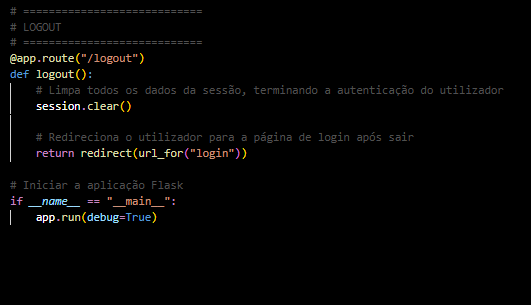 # ============================
# LOGOUT
# ============================
@app.route("/logout")
def logout():
    # Limpa todos os dados da sessão, terminando a autenticação do utilizador
    session.clear()
    # Redireciona o utilizador para a página de login após sair
    return redirect(url_for("login"))
# Iniciar a aplicação Flask
if __name__ == "__main__":
    app.run(debug=True)